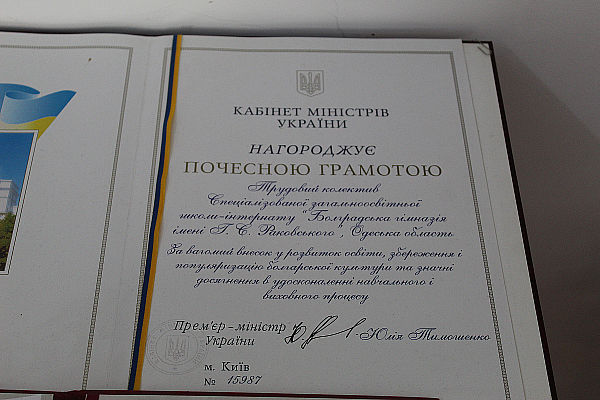 КАБІНЕТ МІНІСТРІВ
УКРАЇНИ
НАГОРОДЖУЄ
ПОЧЕСНОЮ ГРАМОТОЮ
Трудовий колектив
Спеціалізованої загальноосвітньої
школи-інтернату "Болградська гімназія
імені Г. С. Раковського", Одеська область
За вагомий внесок у розвиток освіти, збереження і
популяризацію болгарської культури та значні
досягнення в удосконаленні навчального і
виховного процесу
Прем'єр-міністр
України
Юлія Тимошенко
м. Київ
№ 15987